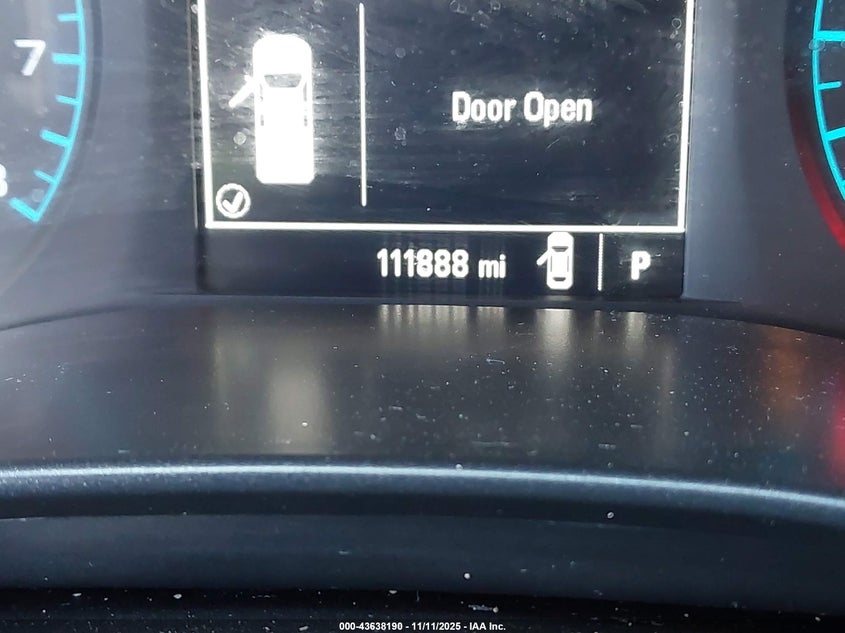 7
Door Open
111888 mi
P
000-43638190 - 11/11/2025 - IAA Inc.